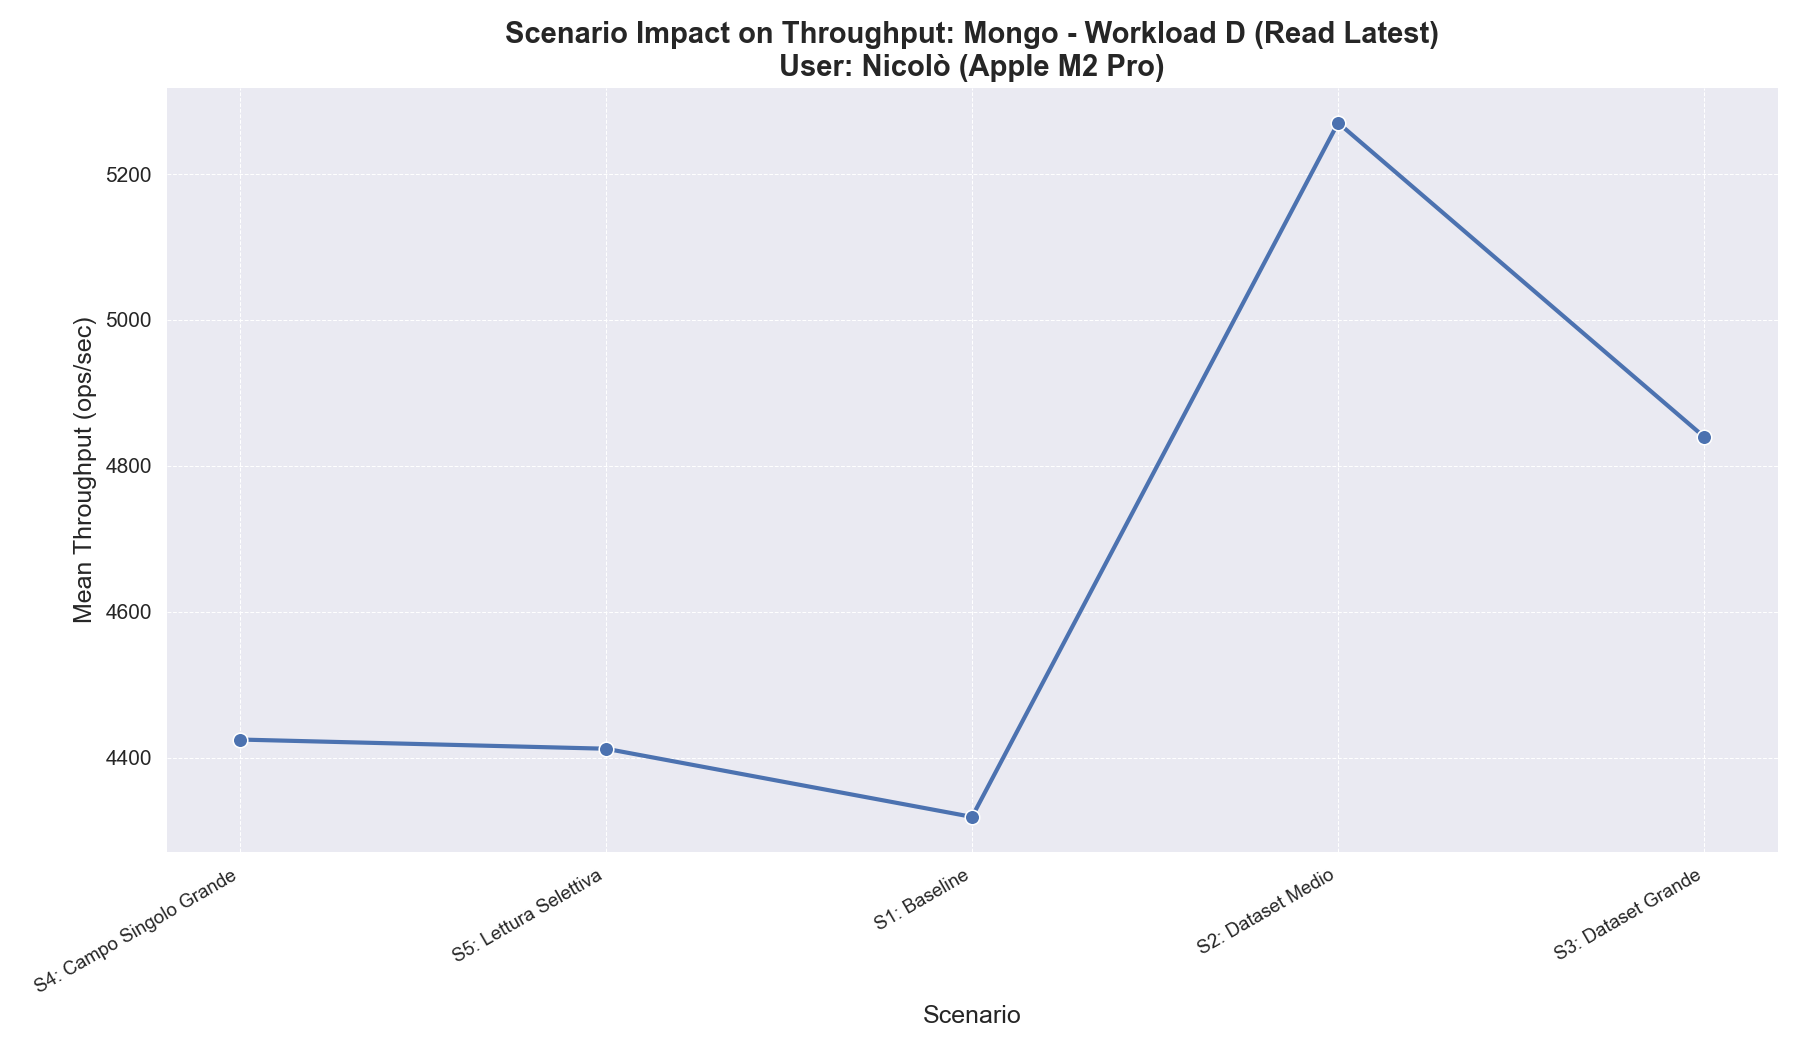 Scenario Impact on Throughput: Mongo - Workload D (Read Latest)
User: Nicolò (Apple M2 Pro)
Mean Throughput (ops/sec)
5200
5000
4800
4600
4400
S4: Campo Singolo Grande
S5: Lettura Selettiva
S1: Baseline
S2: Dataset Medio
S3: Dataset Grande
Scenario